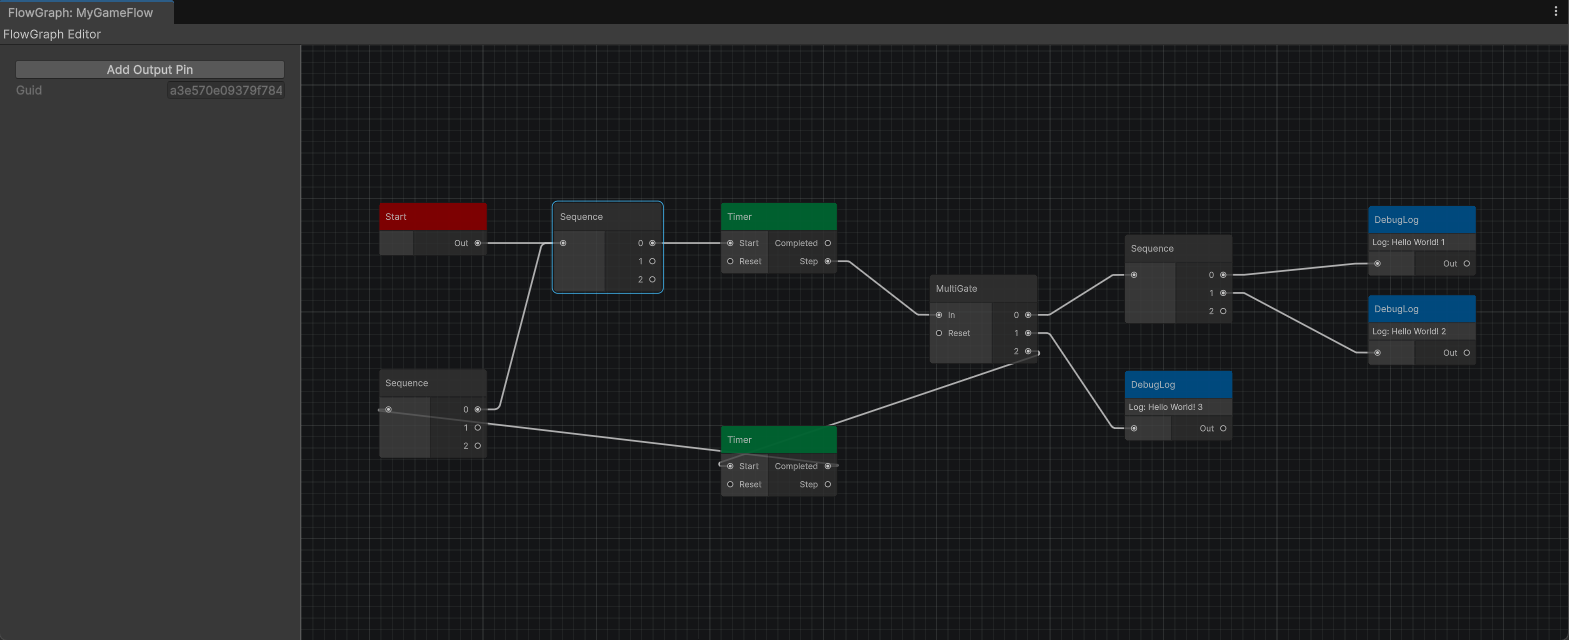 FlowGraph: MyGameFlow
FlowGraph Editor
Add Output Pin
Guid a3e570e09379f784
Start
Out
Sequence
0
1
2
Timer
Start Completed
Reset Step
MultiGate
In 0
Reset 1
2
Sequence
0
1
2
DebugLog
Log: Hello World! 1
Out
DebugLog
Log: Hello World! 2
Out
DebugLog
Log: Hello World! 3
Out
Sequence
0
1
2
Timer
Start Completed
Reset Step